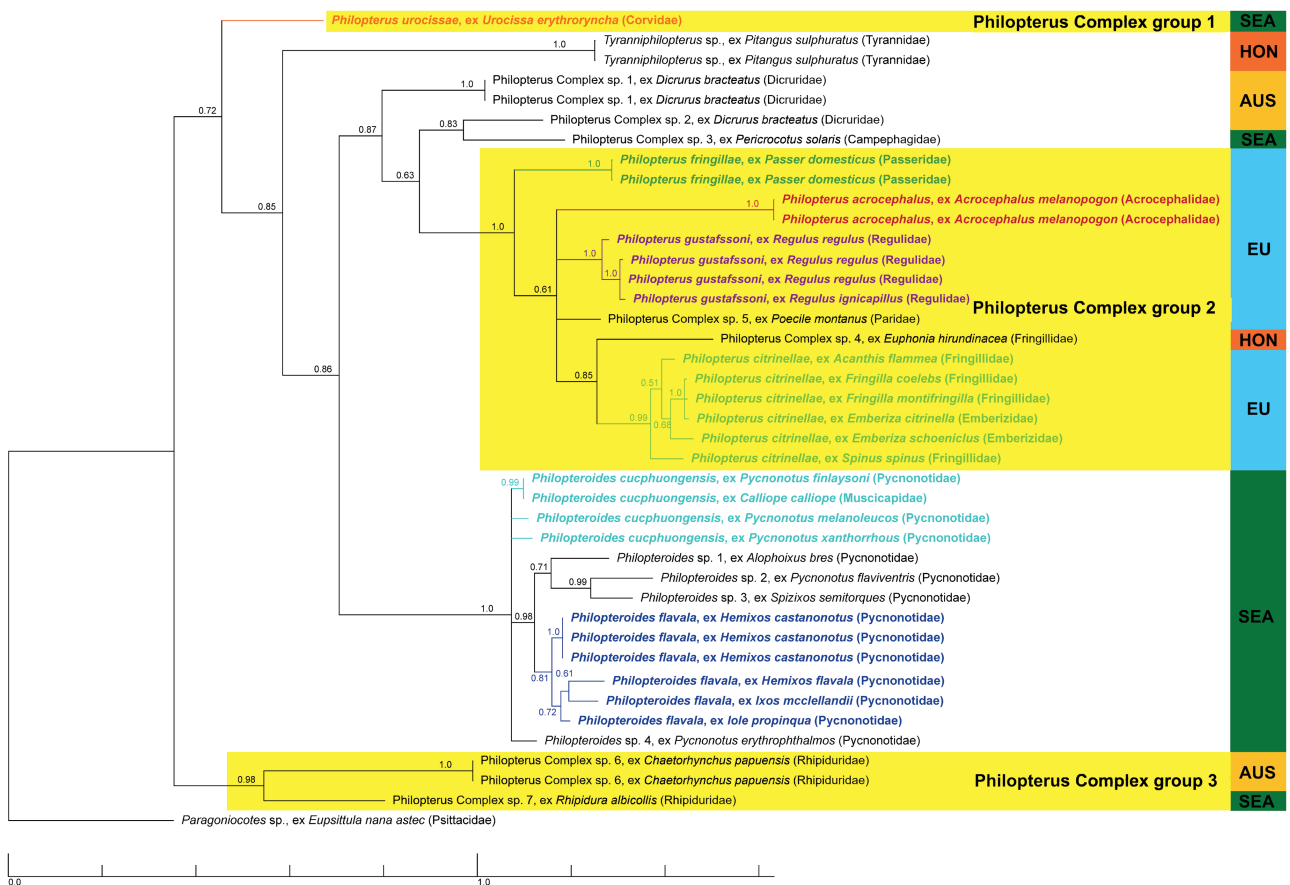 Philopterus urocissae, ex Urocissa erythroryncha (Corvidae)
Philopterus Complex group 1
SEA
0.72
1.0
Tyranniphilopterus sp., ex Pitangus sulphuratus (Tyrannidae)
HON
Tyranniphilopterus sp., ex Pitangus sulphuratus (Tyrannidae)
0.85
Philopterus Complex sp. 1, ex Dicrurus bracteatus (Dicruridae)
1.0
Philopterus Complex sp. 1, ex Dicrurus bracteatus (Dicruridae)
AUS
0.87
0.83
Philopterus Complex sp. 2, ex Dicrurus bracteatus (Dicruridae)
Philopterus Complex sp. 3, ex Pericrocotus solaris (Campephagidae)
SEA
0.63
1.0
Philopterus fringillae, ex Passer domesticus (Passeridae)
Philopterus fringillae, ex Passer domesticus (Passeridae)
1.0
1.0
Philopterus acrocephalus, ex Acrocephalus melanopogon (Acrocephalidae)
Philopterus acrocephalus, ex Acrocephalus melanopogon (Acrocephalidae)
Philopterus gustafssoni, ex Regulus regulus (Regulidae)
EU
1.0
Philopterus gustafssoni, ex Regulus regulus (Regulidae)
1.0
Philopterus gustafssoni, ex Regulus regulus (Regulidae)
0.61
Philopterus gustafssoni, ex Regulus ignicapillus (Regulidae)
Philopterus Complex group 2
Philopterus Complex sp. 5, ex Poecile montanus (Paridae)
Philopterus Complex sp. 4, ex Euphonia hirundinacea (Fringillidae)
HON
0.86
0.85
Philopterus citrinellae, ex Acanthis flammea (Fringillidae)
0.51
Philopterus citrinellae, ex Fringilla coelebs (Fringillidae)
1.0
Philopterus citrinellae, ex Fringilla montifringilla (Fringillidae)
EU
0.99
0.68
Philopterus citrinellae, ex Emberiza citrinella (Emberizidae)
Philopterus citrinellae, ex Emberiza schoeniclus (Emberizidae)
Philopterus citrinellae, ex Spinus spinus (Fringillidae)
0.99
Philopteroides cucphuongensis, ex Pycnonotus finlaysoni (Pycnonotidae)
Philopteroides cucphuongensis, ex Calliope calliope (Muscicapidae)
Philopteroides cucphuongensis, ex Pycnonotus melanoleucos (Pycnonotidae)
Philopteroides cucphuongensis, ex Pycnonotus xanthorrhous (Pycnonotidae)
0.71
Philopteroides sp. 1, ex Alophoixus bres (Pycnonotidae)
0.99
Philopteroides sp. 2, ex Pycnonotus flaviventris (Pycnonotidae)
Philopteroides sp. 3, ex Spizixos semitorques (Pycnonotidae)
1.0
0.98
Philopteroides flavala, ex Hemixos castanonotus (Pycnonotidae)
SEA
1.0
Philopteroides flavala, ex Hemixos castanonotus (Pycnonotidae)
Philopteroides flavala, ex Hemixos castanonotus (Pycnonotidae)
0.81
0.61
Philopteroides flavala, ex Hemixos flavala (Pycnonotidae)
Philopteroides flavala, ex Ixos mcclellandii (Pycnonotidae)
0.72
Philopteroides flavala, ex Iole propinqua (Pycnonotidae)
Philopteroides sp. 4, ex Pycnonotus erythrophthalmos (Pycnonotidae)
1.0
Philopterus Complex sp. 6, ex Chaetorhynchus papuensis (Rhipiduridae)
AUS
0.98
Philopterus Complex sp. 6, ex Chaetorhynchus papuensis (Rhipiduridae)
Philopterus Complex group 3
Philopterus Complex sp. 7, ex Rhipidura albicollis (Rhipiduridae)
SEA
Paragoniocotes sp., ex Eupsittula nana astec (Psittacidae)
0.0
1.0